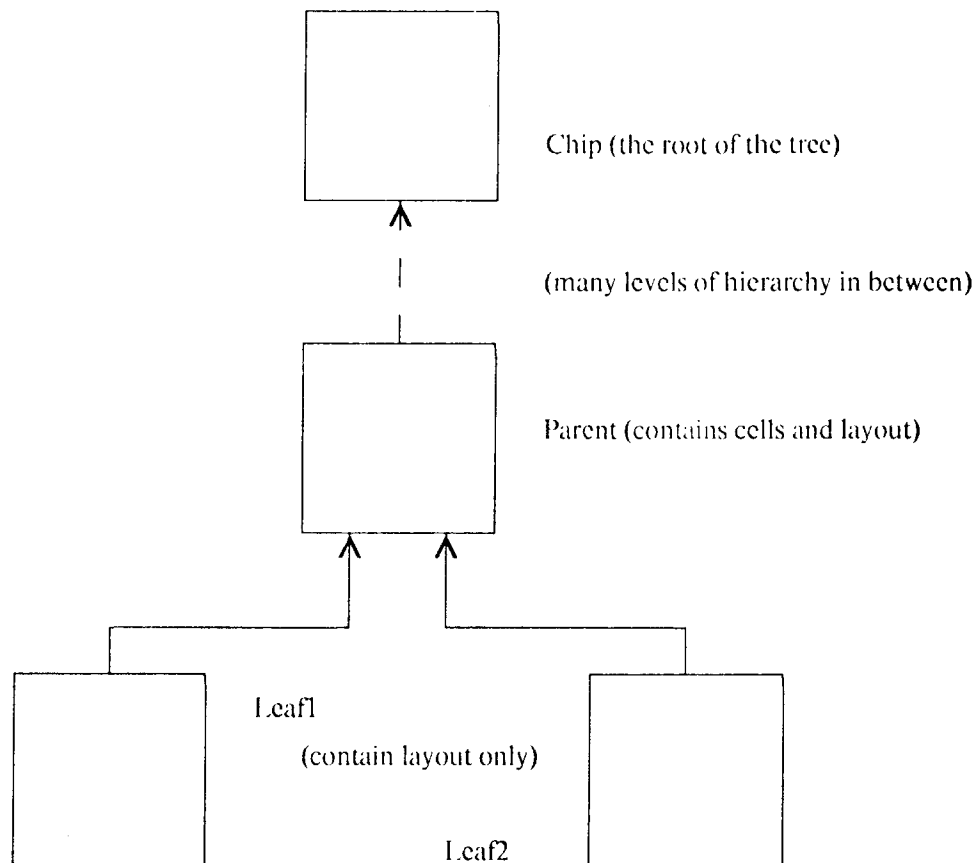 Chip (the root of the tree)
(many levels of hierarchy in between)
Parent (contains cells and layout)
Leaf1
(contain layout only)
Leaf2